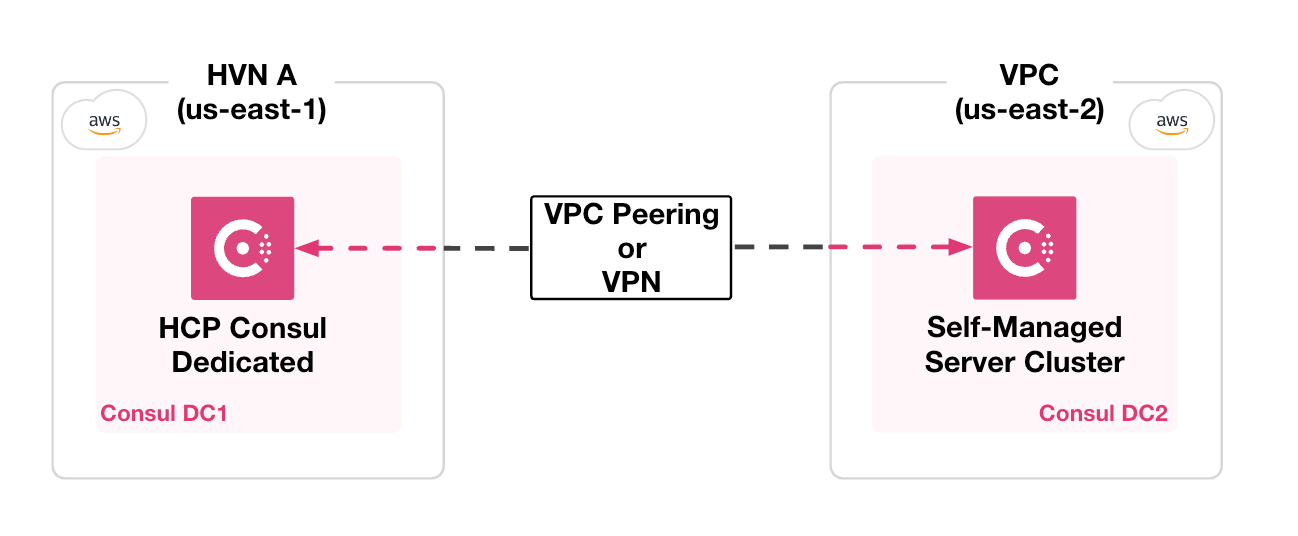 HVN A
(us-east-1)
aws
HCP Consul
Dedicated
Consul DC1
VPC Peering
or
VPN
VPC
(us-east-2)
aws
Self-Managed
Server Cluster
Consul DC2